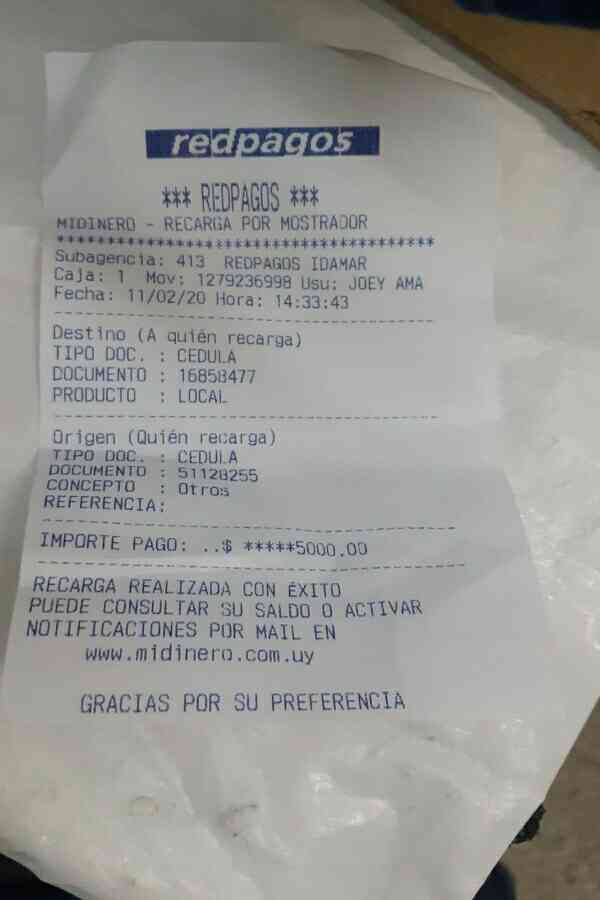 redpagos
*** REDPAGOS ***
MIDINERO - RECARGA POR MOSTRADOR
****************************************
Subagencia: 413 REDPAGOS IDAMAR
Caja: 1 Mov: 1279236998 Usu: JOEY AMA
Fecha: 11/02/20 Hora: 14:33:43
----------------------------------------
Destino (A quién recarga)
TIPO DOC. : CEDULA
DOCUMENTO : 16858477
PRODUCTO : LOCAL
----------------------------------------
Origen (Quién recarga)
TIPO DOC. : CEDULA
DOCUMENTO : 51128255
CONCEPTO : Otros
REFERENCIA:
----------------------------------------
IMPORTE PAGO: ..$ *****5000.00
----------------------------------------
RECARGA REALIZADA CON ÉXITO
PUEDE CONSULTAR SU SALDO O ACTIVAR
NOTIFICACIONES POR MAIL EN
www.midinero.com.uy
GRACIAS POR SU PREFERENCIA